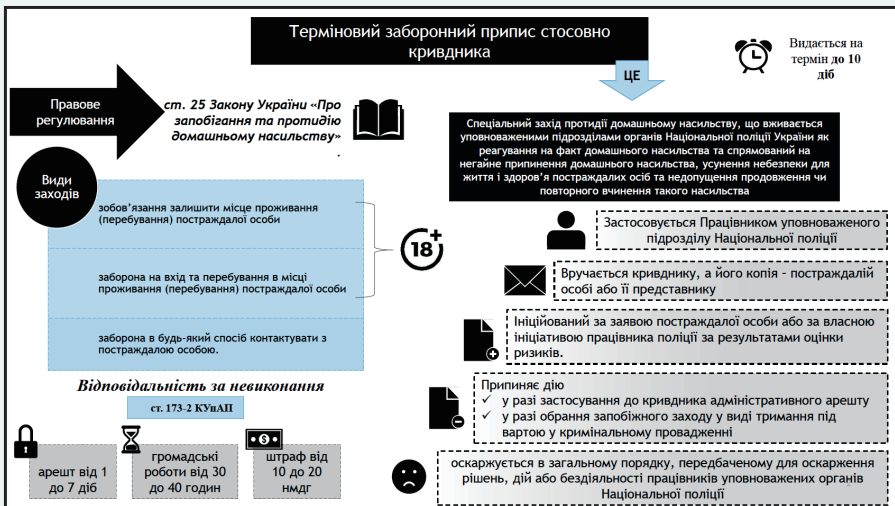 Терміновий заборонний припис стосовно
кривдника
Видається на
термін до 10
діб
ЦЕ
Правове
регулювання
ст. 25 Закону України «Про
запобігання та протидію
домашньому насильству»
.
Спеціальний захід протидії домашньому насильству, що вживається
уповноваженими підрозділами органів Національної поліції України як
реагування на факт домашнього насильства та спрямований на
негайне припинення домашнього насильства, усунення небезпеки для
життя і здоров’я постраждалих осіб та недопущення продовження чи
повторного вчинення такого насильства
Види
заходів
зобов’язання залишити місце проживання
(перебування) постраждалої особи
заборона на вхід та перебування в місці
проживання (перебування) постраждалої особи
заборона в будь-який спосіб контактувати з
постраждалою особою.
18+
Застосовується Працівником уповноваженого
підрозділу Національної поліції
Вручається кривднику, а його копія - постраждалій
особі або її представнику
Ініційований за заявою постраждалої особи або за власною
ініціативою працівника поліції за результатами оцінки
ризиків.
Припиняє дію
✓ у разі застосування до кривдника адміністративного арешту
✓ у разі обрання запобіжного заходу у виді тримання під
вартою у кримінальному провадженні
оскаржується в загальному порядку, передбаченому для оскарження
рішень, дій або бездіяльності працівників уповноважених органів
Національної поліції
Відповідальність за невиконання
ст. 173-2 КУпАП
арешт від 1
до 7 діб
громадські
роботи від 30
до 40 годин
штраф від
10 до 20
нмдг